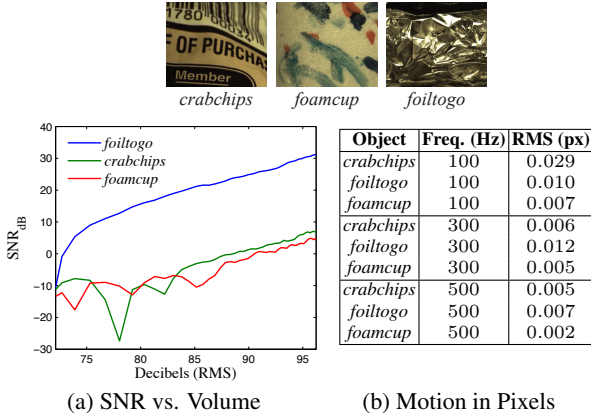 1780 00032
F OF PURCHAS
Member
crabchips foamcup foiltogo
40
30
20
10
0
−10
−20
−30
SNR dB
foiltogo
crabchips
foamcup
75 80 85 90 95
Decibels (RMS)
(a) SNR vs. Volume
Object Freq. (Hz) RMS (px)
crabchips 100 0.029
foiltogo 100 0.010
foamcup 100 0.007
crabchips 300 0.006
foiltogo 300 0.012
foamcup 300 0.005
crabchips 500 0.005
foiltogo 500 0.007
foamcup 500 0.002
(b) Motion in Pixels